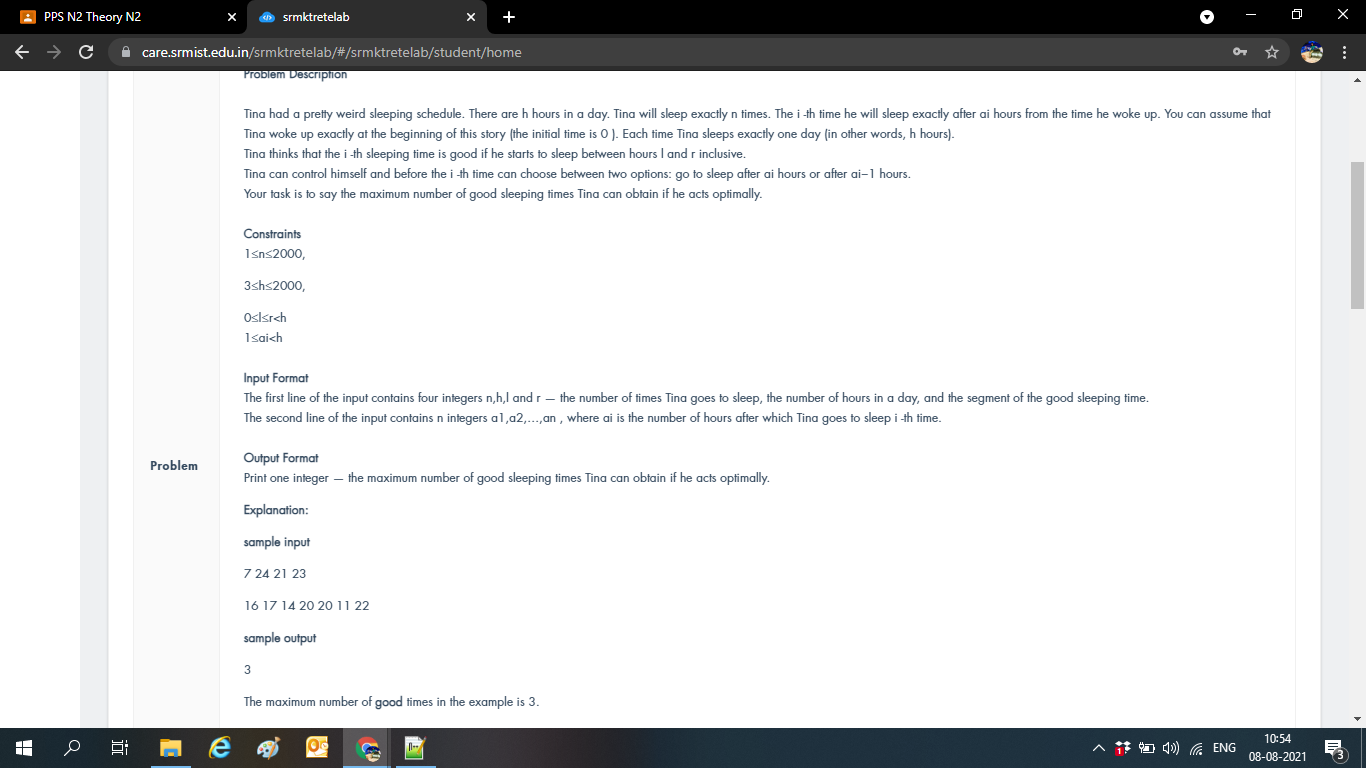 PPS N2 Theory N2
srmktretelab
care.srmist.edu.in/srmktretelab/#/srmktretelab/student/home
Problem Description
Tina had a pretty weird sleeping schedule. There are h hours in a day. Tina will sleep exactly n times. The i -th time he will sleep exactly after ai hours from the time he woke up. You can assume that
Tina woke up exactly at the beginning of this story (the initial time is 0 ). Each time Tina sleeps exactly one day (in other words, h hours).
Tina thinks that the i -th sleeping time is good if he starts to sleep between hours l and r inclusive.
Tina can control himself and before the i -th time can choose between two options: go to sleep after ai hours or after ai−1 hours.
Your task is to say the maximum number of good sleeping times Tina can obtain if he acts optimally.
Constraints
1≤n≤2000,
3≤h≤2000,
0≤l≤r<h
1≤ai<h
Input Format
The first line of the input contains four integers n,h,l and r — the number of times Tina goes to sleep, the number of hours in a day, and the segment of the good sleeping time.
The second line of the input contains n integers a1,a2,...,an , where ai is the number of hours after which Tina goes to sleep i -th time.
Output Format
Problem
Print one integer — the maximum number of good sleeping times Tina can obtain if he acts optimally.
Explanation:
sample input
7 24 21 23
16 17 14 20 20 11 22
sample output
3
The maximum number of good times in the example is 3.
ENG
10:54
08-08-2021
3